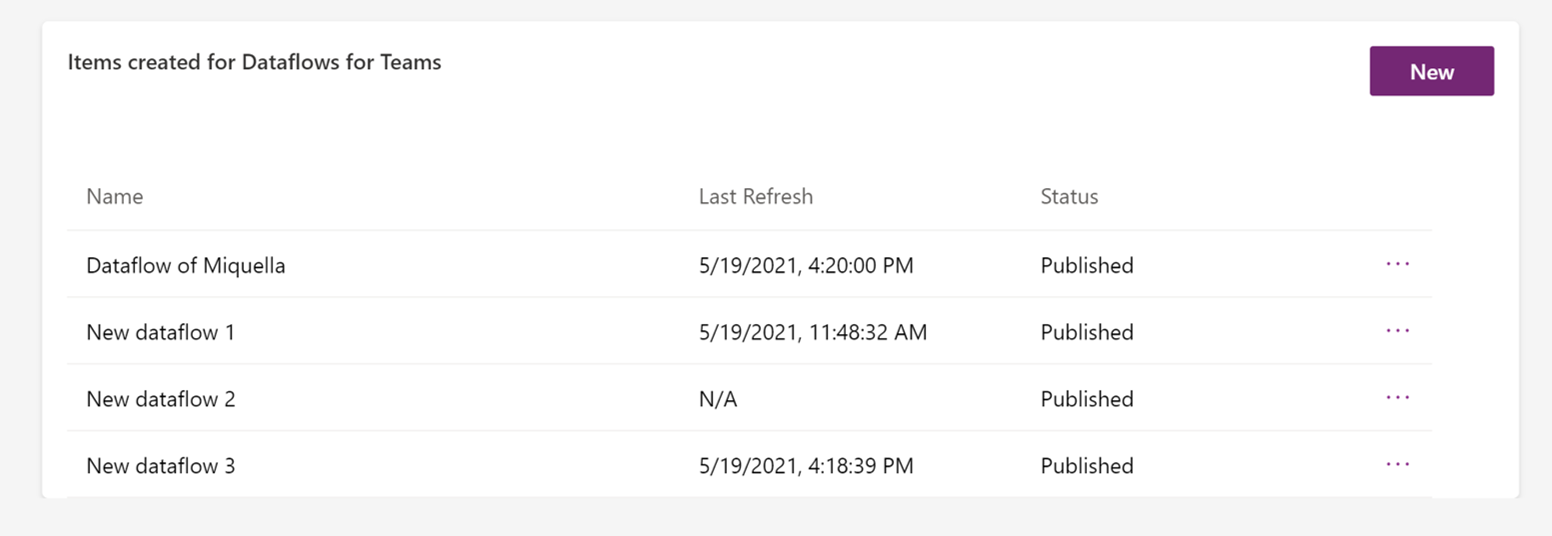 Items created for Dataflows for Teams
New
Name Last Refresh Status
Dataflow of Miquella 5/19/2021, 4:20:00 PM Published ...
New dataflow 1 5/19/2021, 11:48:32 AM Published ...
New dataflow 2 N/A Published ...
New dataflow 3 5/19/2021, 4:18:39 PM Published ...